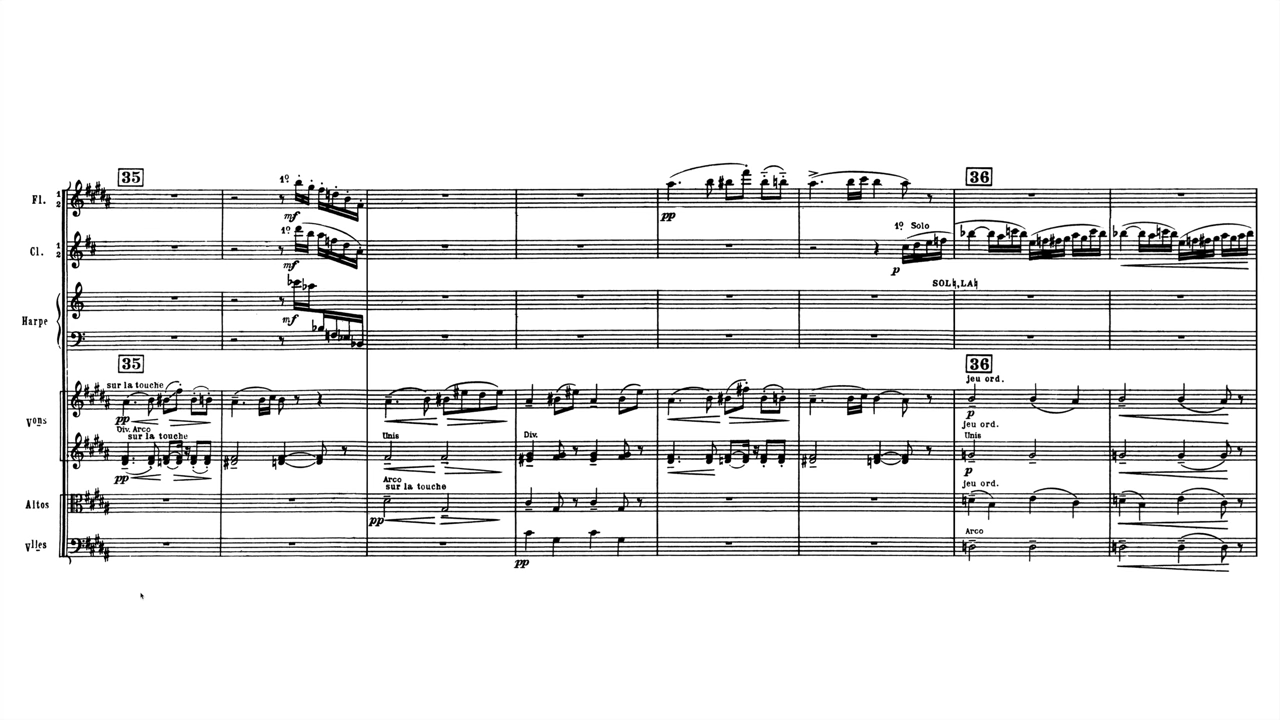 35
36
Fl. 1 2
1º
mf
pp
1º Solo
Cl. 1 2
1º
mf
p
SOL♮,LA♮
Harpe
mf
35
36
sur la touche
jeu ord.
Vons
pp
p
Div. Arco
sur la touche
Unis
Div.
jeu ord.
Unis
pp
p
Arco
sur la touche
jeu ord.
Altos
pp
Arco
Vlles
pp